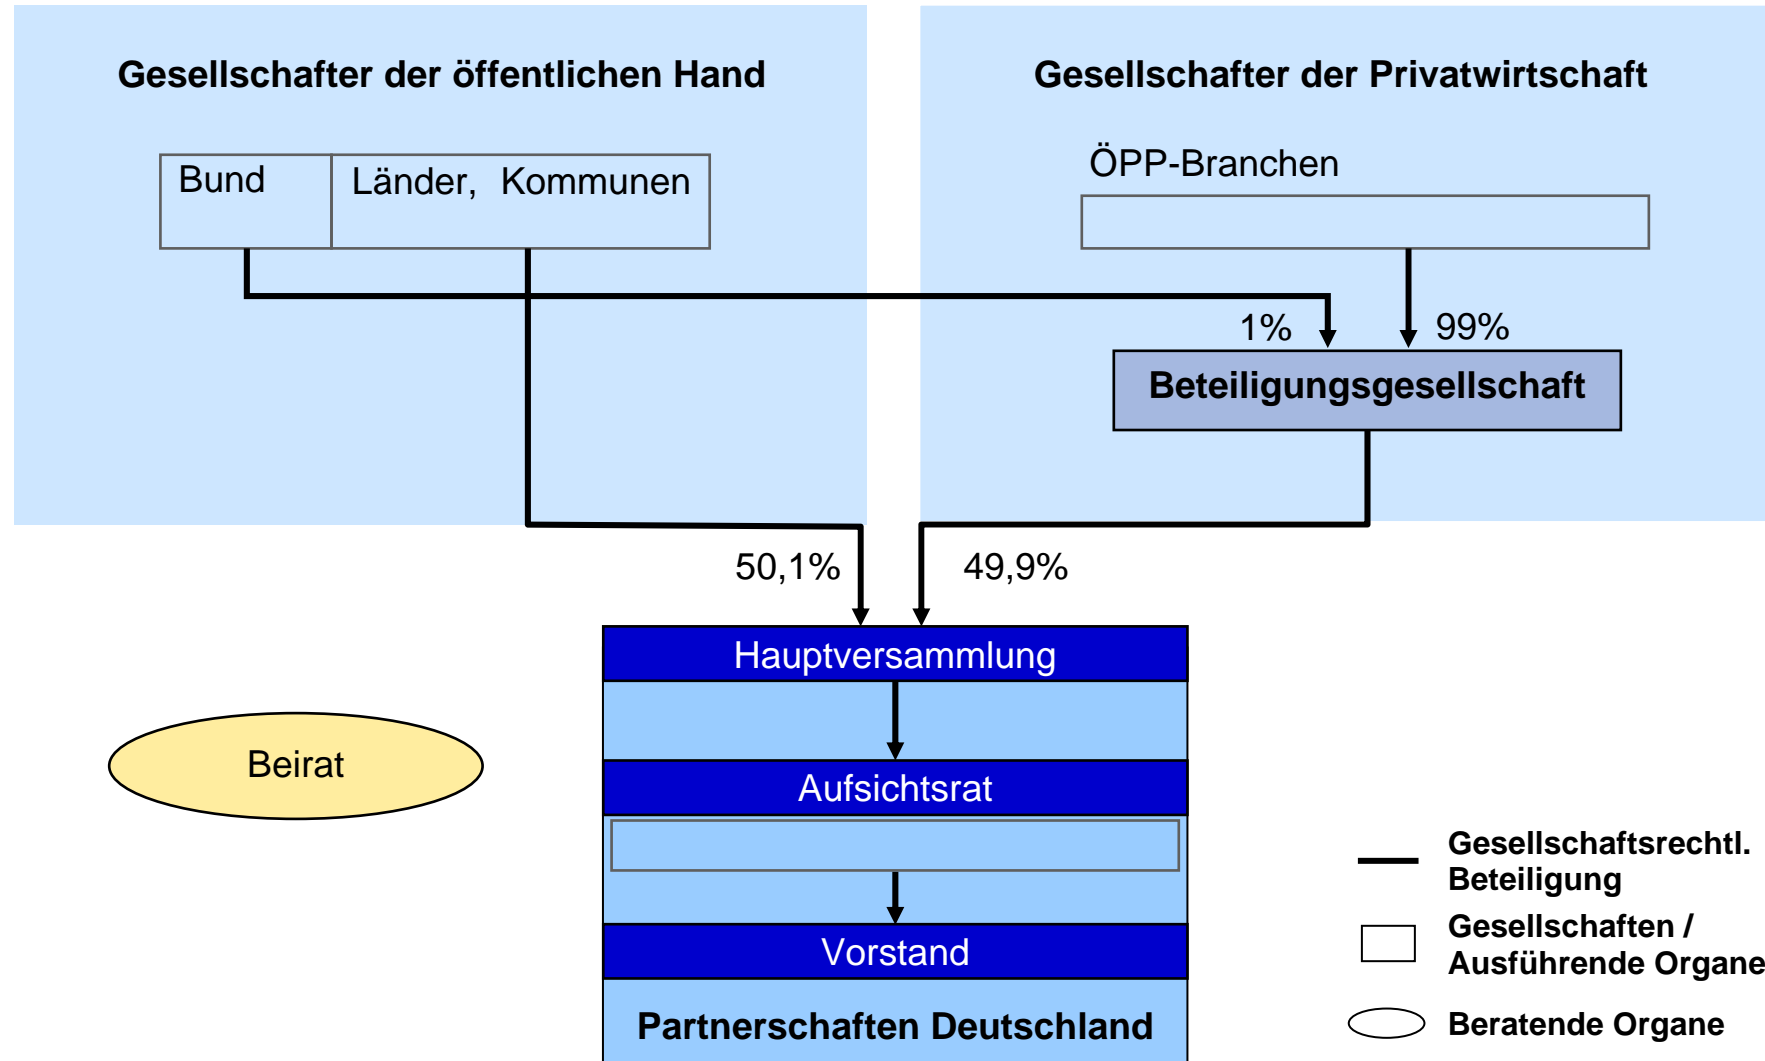 Gesellschafter der öffentlichen Hand
Gesellschafter der Privatwirtschaft
Bund
Länder, Kommunen
ÖPP-Branchen
1%
99%
Beteiligungsgesellschaft
50,1%
49,9%
Hauptversammlung
Beirat
Aufsichtsrat
Vorstand
Partnerschaften Deutschland
Gesellschaftsrechtl.
Beteiligung
Gesellschaften /
Ausführende Organe
Beratende Organe